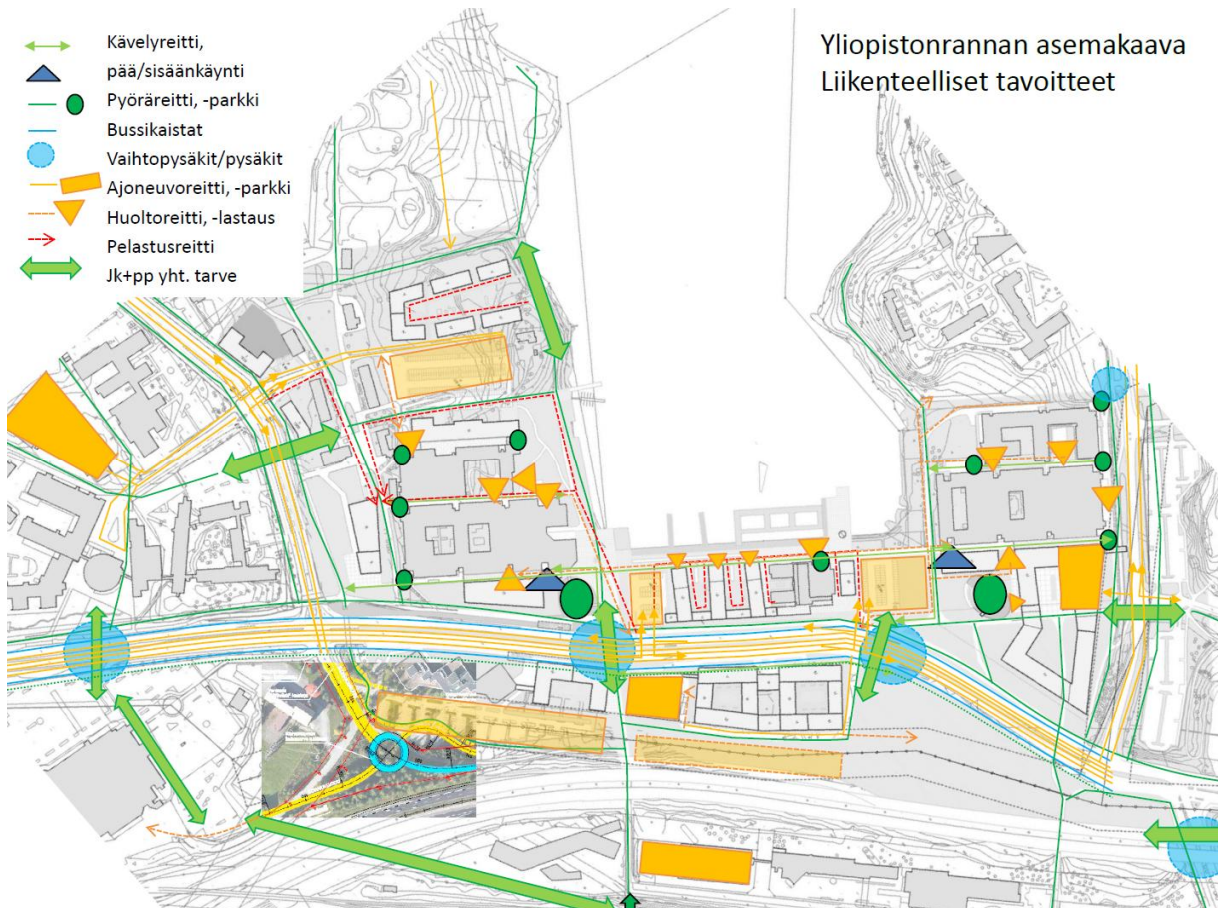 Yliopistonrannan asemakaava
Liikenteelliset tavoitteet
Kävelyreitti,
pää/sisäänkäynti
Pyöräreitti, -parkki
Bussikaistat
Vaihtopysäkit/pysäkit
Ajoneuvoreitti, -parkki
Huoltoreitti, -lastaus
Pelastusreitti
Jk+pp yht. tarve